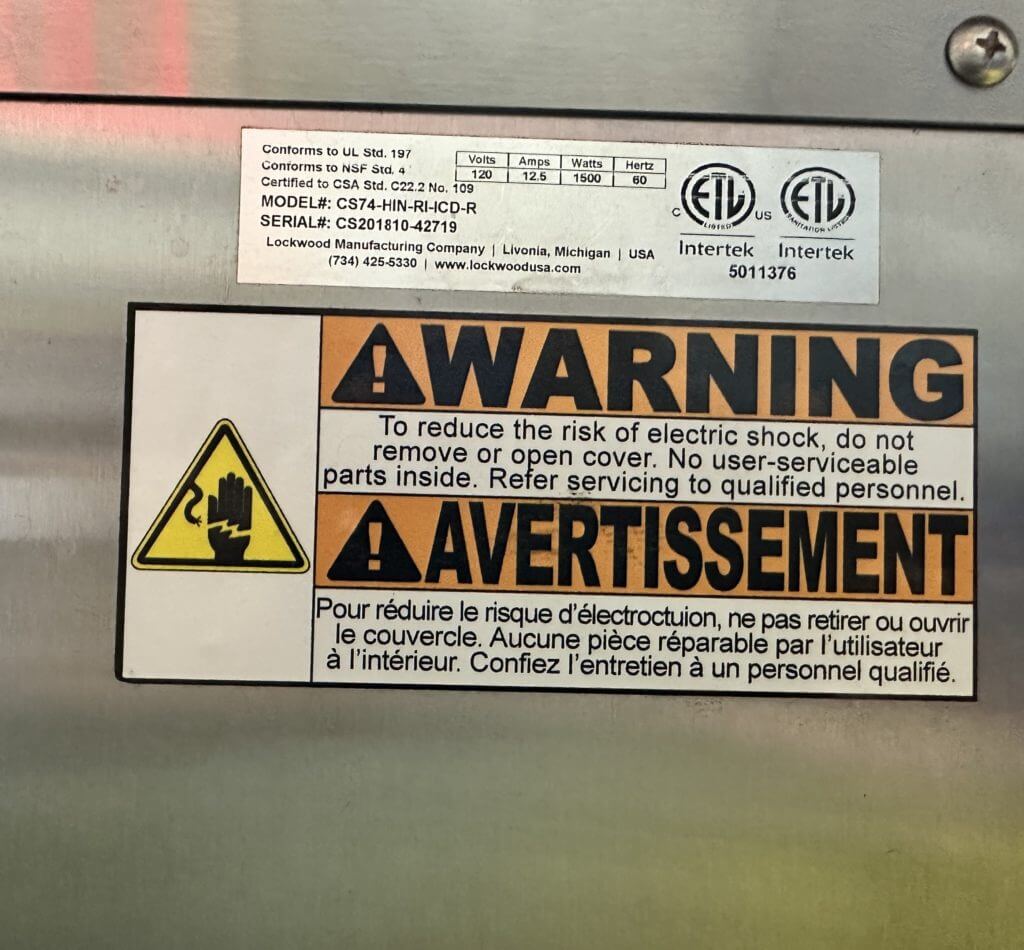 Conforms to UL Std. 197
Conforms to NSF Std. 4
Certified to CSA Std. C22.2 No. 109
MODEL#: CS74-HIN-RI-ICD-R
SERIAL#: CS201810-42719
Lockwood Manufacturing Company | Livonia, Michigan | USA
(734) 425-5330 | www.lockwoodusa.com
Volts Amps Watts Hertz
120 12.5 1500 60
C ETL US
LISTED
Intertek
ETL
SANITATION LISTED
Intertek
5011376
WARNING
To reduce the risk of electric shock, do not
remove or open cover. No user-serviceable
parts inside. Refer servicing to qualified personnel.
AVERTISSEMENT
Pour réduire le risque d'électroctuion, ne pas retirer ou ouvrir
le couvercle. Aucune pièce réparable par l'utilisateur
à l'intérieur. Confiez l'entretien à un personnel qualifié.